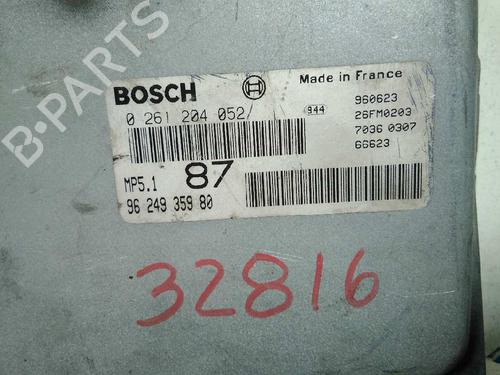 B-PARTS
BOSCH
Made in France
0 261 204 052/
944
960623
26FM0203
7036 0307
66623
MP5.1
87
96 249 359 80
32816